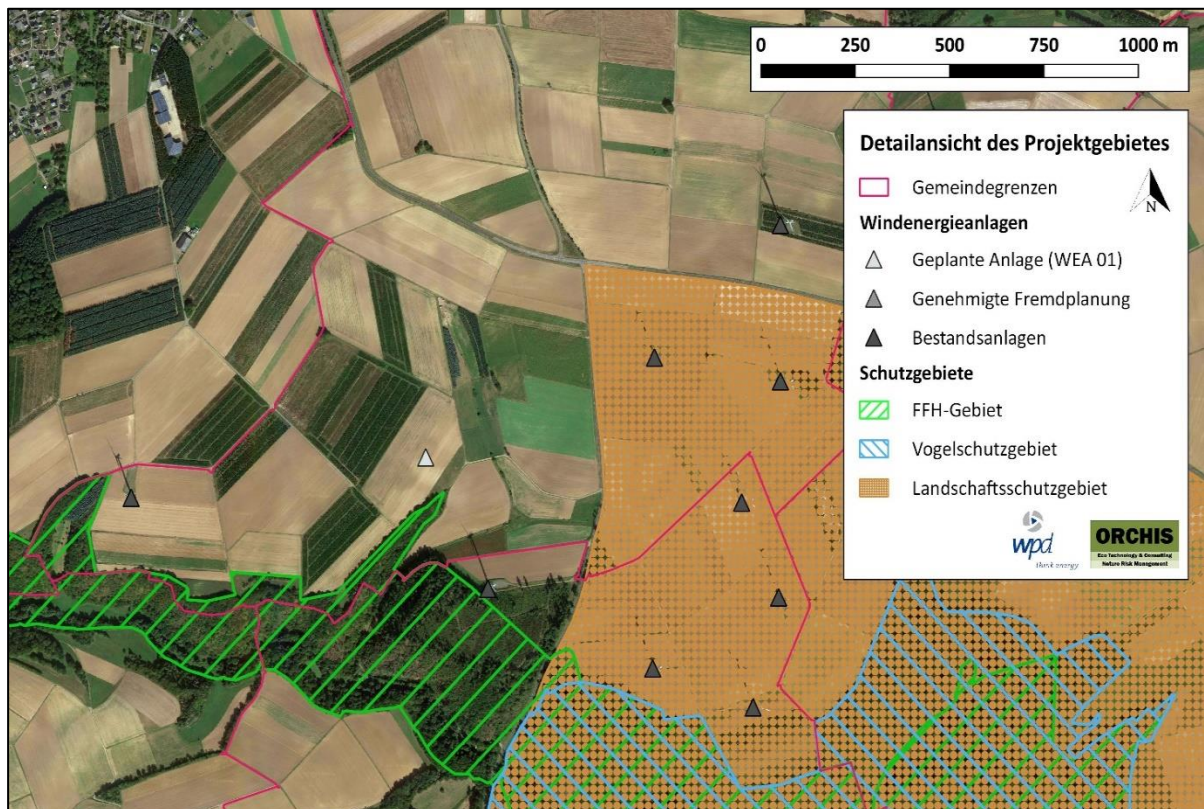 0 250 500 750 1000 m
Detailansicht des Projektgebietes
Gemeindegrenzen
N
Windenergieanlagen
Geplante Anlage (WEA 01)
Genehmigte Fremdplanung
Bestandsanlagen
Schutzgebiete
FFH-Gebiet
Vogelschutzgebiet
Landschaftsschutzgebiet
wpd
think energy
ORCHIS
Eco Technology & Consulting
Nature Risk Management